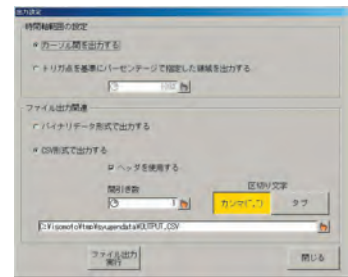 出力設定
時間軸範囲の設定
カーソル間を出力する
トリガ点を基準にパーセンテージで指定した領域を出力する
100%
ファイル出力関連
バイナリデータ形式で出力する
CSV形式で出力する
ヘッダを使用する
間引き数
区切り文字
1
カンマ(",")
タブ
OUTPUT.CSV
ファイル出力
実行
閉じる